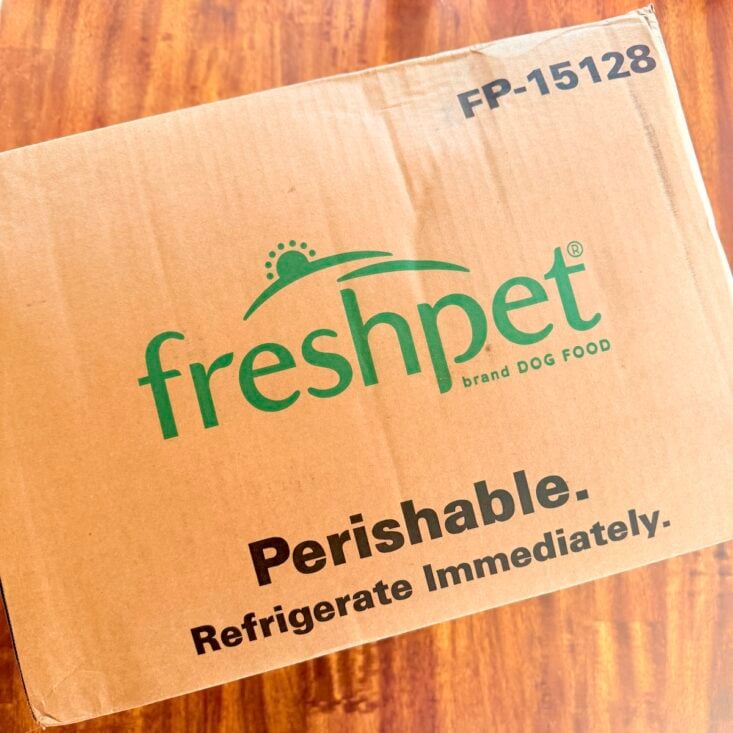 FP-15128
freshpet®
brand DOG FOOD
Perishable.
Refrigerate Immediately.